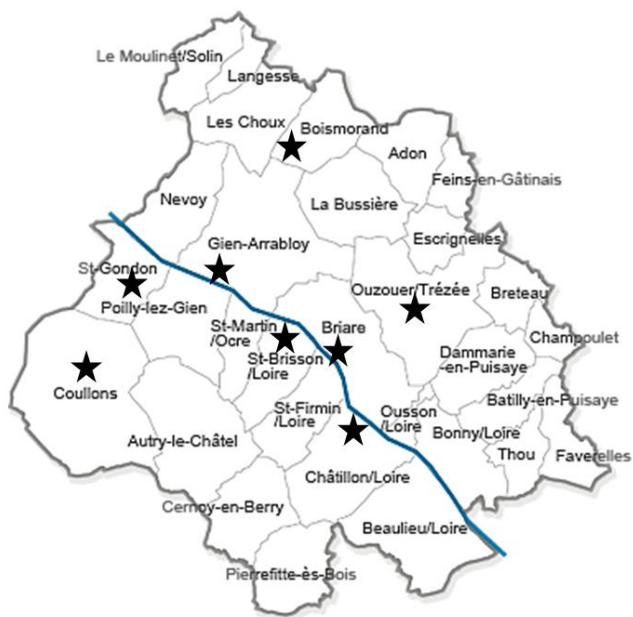 Le Moulinet/Solin
Langesse
Les Choux
Boismorand
Adon
Feins-en-Gâtinais
Nevoy
La Bussière
Escrignelles
Gien-Arrabloy
St-Gondon
Ouzouer/Trézée
Breteau
Poilly-lez-Gien
St-Martin
/Ocre
Briare
Champoulet
St-Brisson
/Loire
Dammarie
-en-Puisaye
Coullons
Batilly-en-Puisaye
St-Firmin
/Loire
Ousson
/Loire
Bonny/Loire
Autry-le-Châtel
Thou
Faverelles
Châtillon/Loire
Cernoy-en-Berry
Beaulieu/Loire
Pierrefitte-ès-Bois